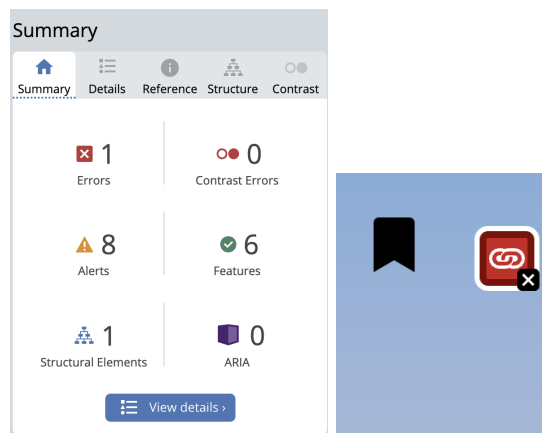 Summary
Summary Details Reference Structure Contrast
1 0
Errors Contrast Errors
8 6
Alerts Features
1 0
Structural Elements ARIA
View details ›